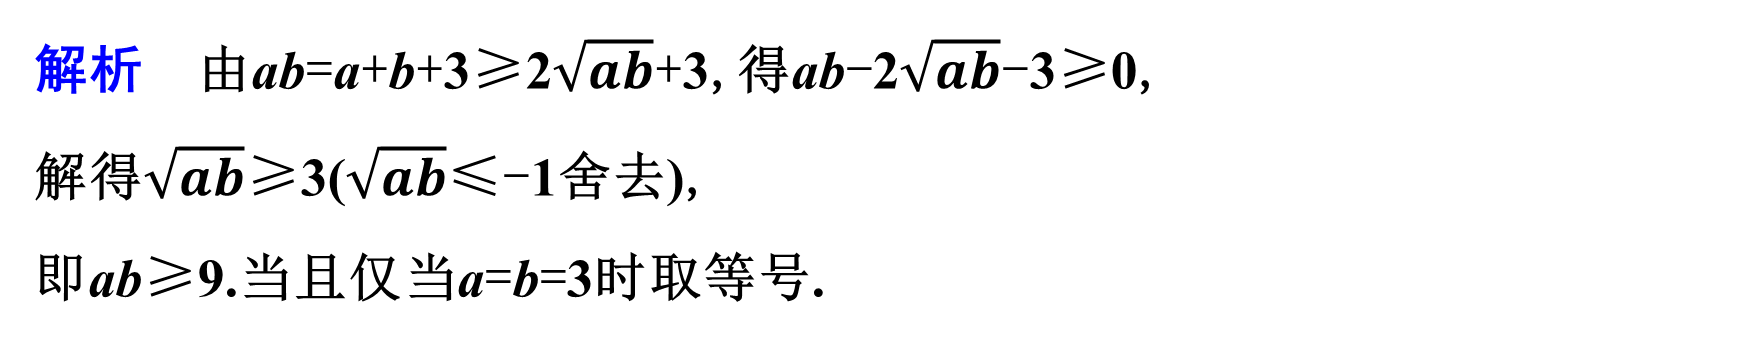 解析 由ab=a+b+3⩾2√ab+3, 得ab−2√ab−3⩾0,
解得√ab⩾3(√ab⩽−1舍去),
即ab⩾9.当且仅当a=b=3时取等号.